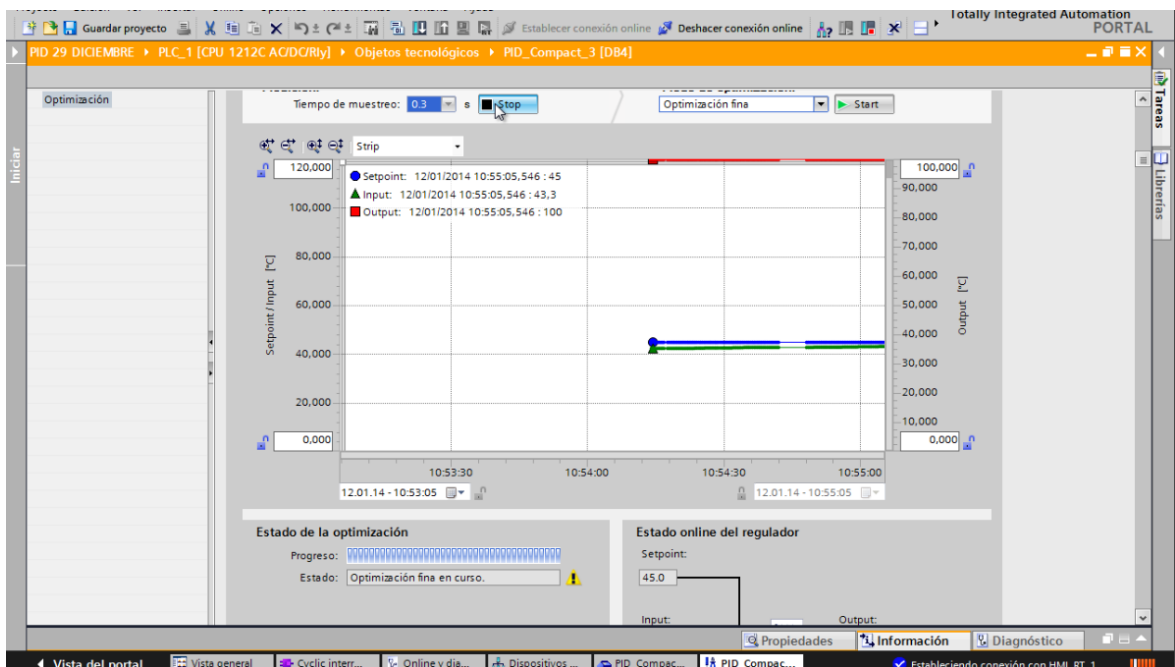 Totally Integrated Automation
PORTAL
Guardar proyecto
Establecer conexión online
Deshacer conexión online
PID 29 DICIEMBRE
PLC_1 [CPU 1212C AC/DC/Rly]
Objetos tecnológicos
PID_Compact_3 [DB4]
Tareas
Librerías
Iniciar
Optimización
Tiempo de muestreo: 0.3 s Stop
Optimización fina
Start
Strip
120,000
100,000
80,000
60,000
40,000
20,000
0,000
Setpoint / Input [°C]
Setpoint: 12/01/2014 10:55:05,546 : 45
Input: 12/01/2014 10:55:05,546 : 43,3
Output: 12/01/2014 10:55:05,546 : 100
100,000
90,000
80,000
70,000
60,000
50,000
40,000
30,000
20,000
10,000
0,000
Output [°C]
10:53:30 10:54:00 10:54:30 10:55:00
12.01.14 - 10:53:05
12.01.14 - 10:55:05
Estado de la optimización
Progreso:
Estado: Optimización fina en curso.
Estado online del regulador
Setpoint:
45.0
Input:
Output:
Propiedades
Información
Diagnóstico
Vista del portal
Vista general
Cyclic interr...
Online y dia...
Dispositivos ...
PID_Compac...
PID_Compac...
Estableciendo conexión con HMI_RT_1